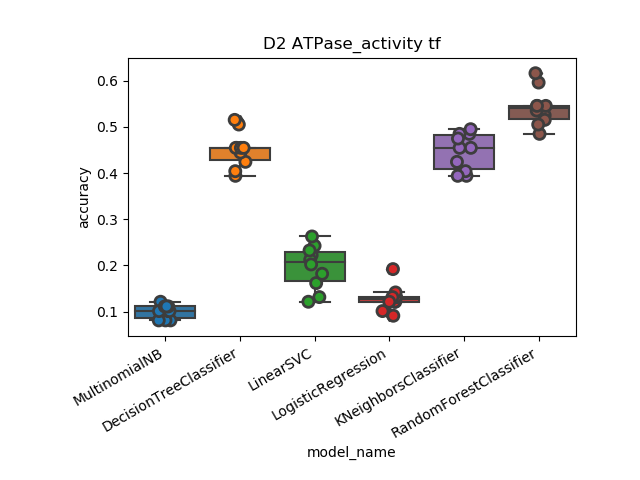 D2 ATPase_activity tf
accuracy
0.6
0.5
0.4
0.3
0.2
0.1
MultinomialNB
DecisionTreeClassifier
LinearSVC
LogisticRegression
KNeighborsClassifier
RandomForestClassifier
model_name